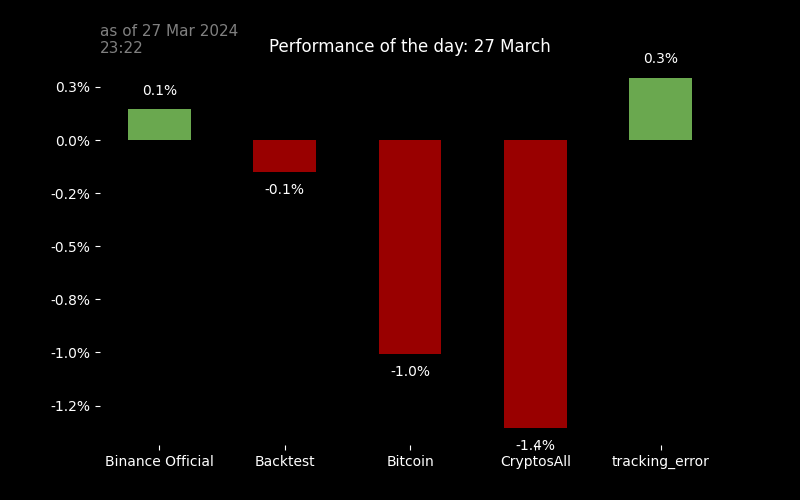 as of 27 Mar 2024
23:22
Performance of the day: 27 March
0.3%
0.1%
0.3%
0.0%
-0.1%
-0.2%
-0.5%
-0.8%
-1.0%
-1.0%
-1.2%
-1.4%
Binance Official
Backtest
Bitcoin
CryptosAll
tracking_error